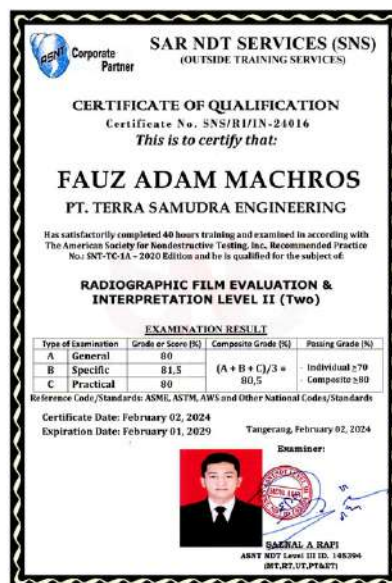 ASNT
Corporate
Partner
SAR NDT SERVICES (SNS)
(OUTSIDE TRAINING SERVICES)
CERTIFICATE OF QUALIFICATION
Certificate No. SNS/RI/IN-24016
This is to certify that:
FAUZ ADAM MACHROS
PT. TERRA SAMUDRA ENGINEERING
Has satisfactorily completed 40 hours training and examined in according with
The American Society for Nondestructive Testing, Inc., Recommended Practice
No.: SNT-TC-1A – 2020 Edition and he is qualified for the subject of:
RADIOGRAPHIC FILM EVALUATION &
INTERPRETATION LEVEL II (Two)
EXAMINATION RESULT
Type of Examination Grade or Score (%) Composite Grade (%) Passing Grade (%)
A General 80
B Specific 81,5 (A + B + C)/3 = 80,5 - Individual ≥70 - Composite ≥80
C Practical 80
Reference Code/Standards: ASME, ASTM, AWS and Other National Codes/Standards
Certificate Date: February 02, 2024
Expiration Date: February 01, 2029
Tangerang, February 02, 2024
Examiner:
SAENAL A RAPI
ASNT NDT Level III ID. 145394
(MT,RT,UT,PT&ET)